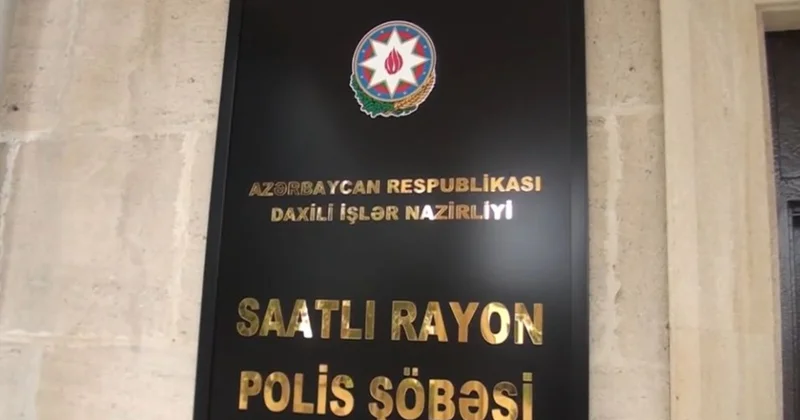 AZƏRBAYCAN RESPUBLİKASI
DAXİLİ İŞLƏR NAZİRLİYİ
SAATLI RAYON
POLİS ŞÖBƏSİ